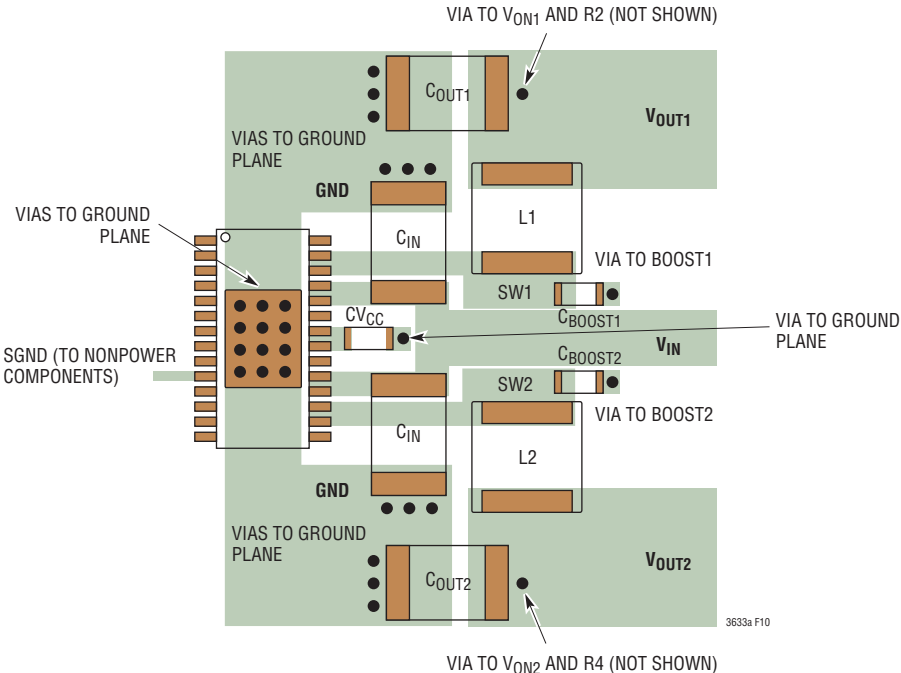 VIA TO VON1 AND R2 (NOT SHOWN)
COUT1
VOUT1
VIAS TO GROUND
PLANE
GND
VIAS TO GROUND
PLANE
CIN
L1
VIA TO BOOST1
SW1
CBOOST1
CVCC
VIA TO GROUND
PLANE
VIN
SGND (TO NONPOWER
COMPONENTS)
CBOOST2
SW2
VIA TO BOOST2
CIN
L2
GND
VIAS TO GROUND
PLANE
COUT2
VOUT2
3633a F10
VIA TO VON2 AND R4 (NOT SHOWN)